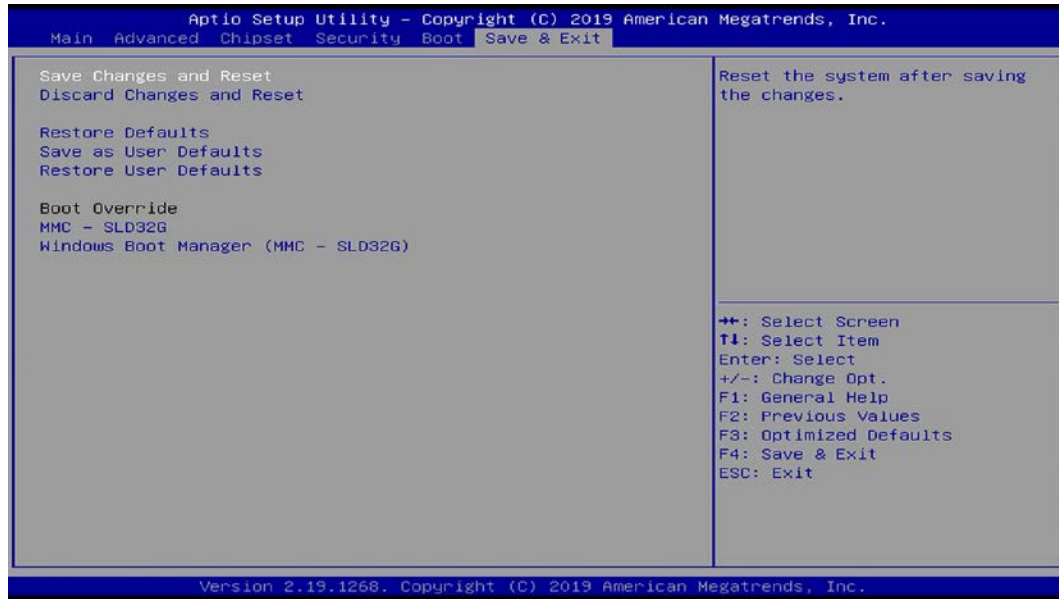 Aptio Setup Utility – Copyright (C) 2019 American Megatrends, Inc.
Main Advanced Chipset Security Boot Save & Exit
Save Changes and Reset
Discard Changes and Reset
Restore Defaults
Save as User Defaults
Restore User Defaults
Boot Override
MMC – SLD32G
Windows Boot Manager (MMC – SLD32G)
Reset the system after saving
the changes.
→←: Select Screen
↑↓: Select Item
Enter: Select
+/-: Change Opt.
F1: General Help
F2: Previous Values
F3: Optimized Defaults
F4: Save & Exit
ESC: Exit
Version 2.19.1268. Copyright (C) 2019 American Megatrends, Inc.